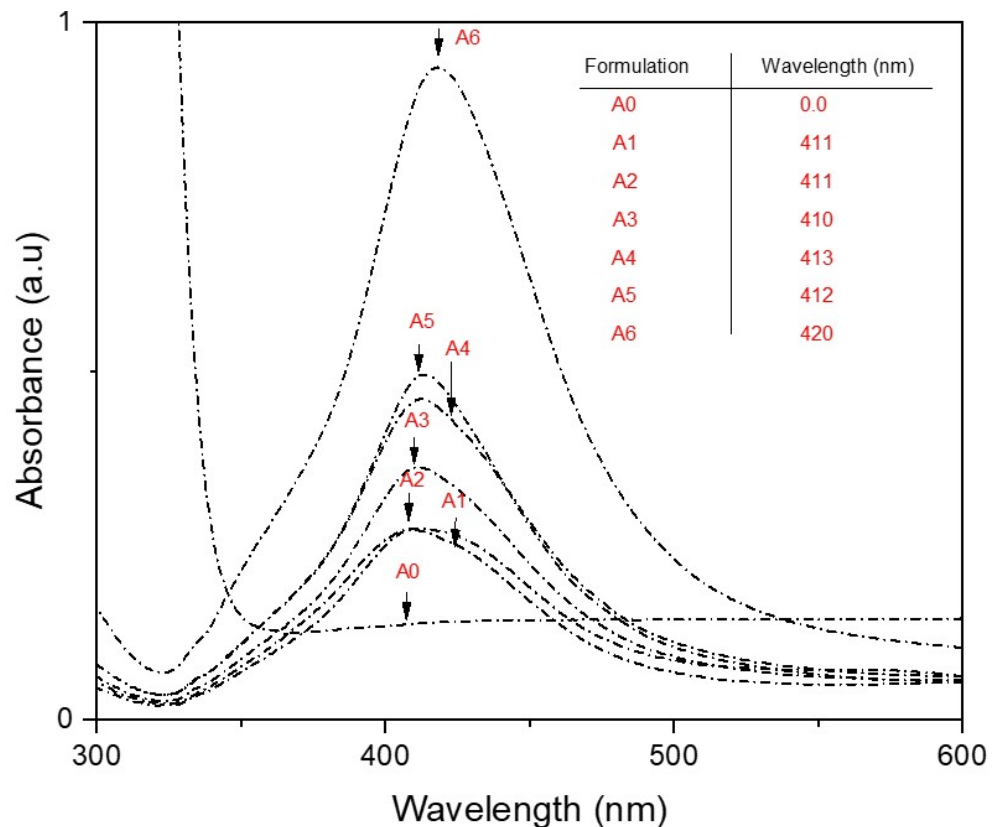 1
A6
Formulation Wavelength (nm)
A0 0.0
A1 411
A2 411
A3 410
A4 413
A5 412
A6 420
A5
A4
A3
A2
A1
A0
Absorbance (a.u)
0
300 400 500 600
Wavelength (nm)